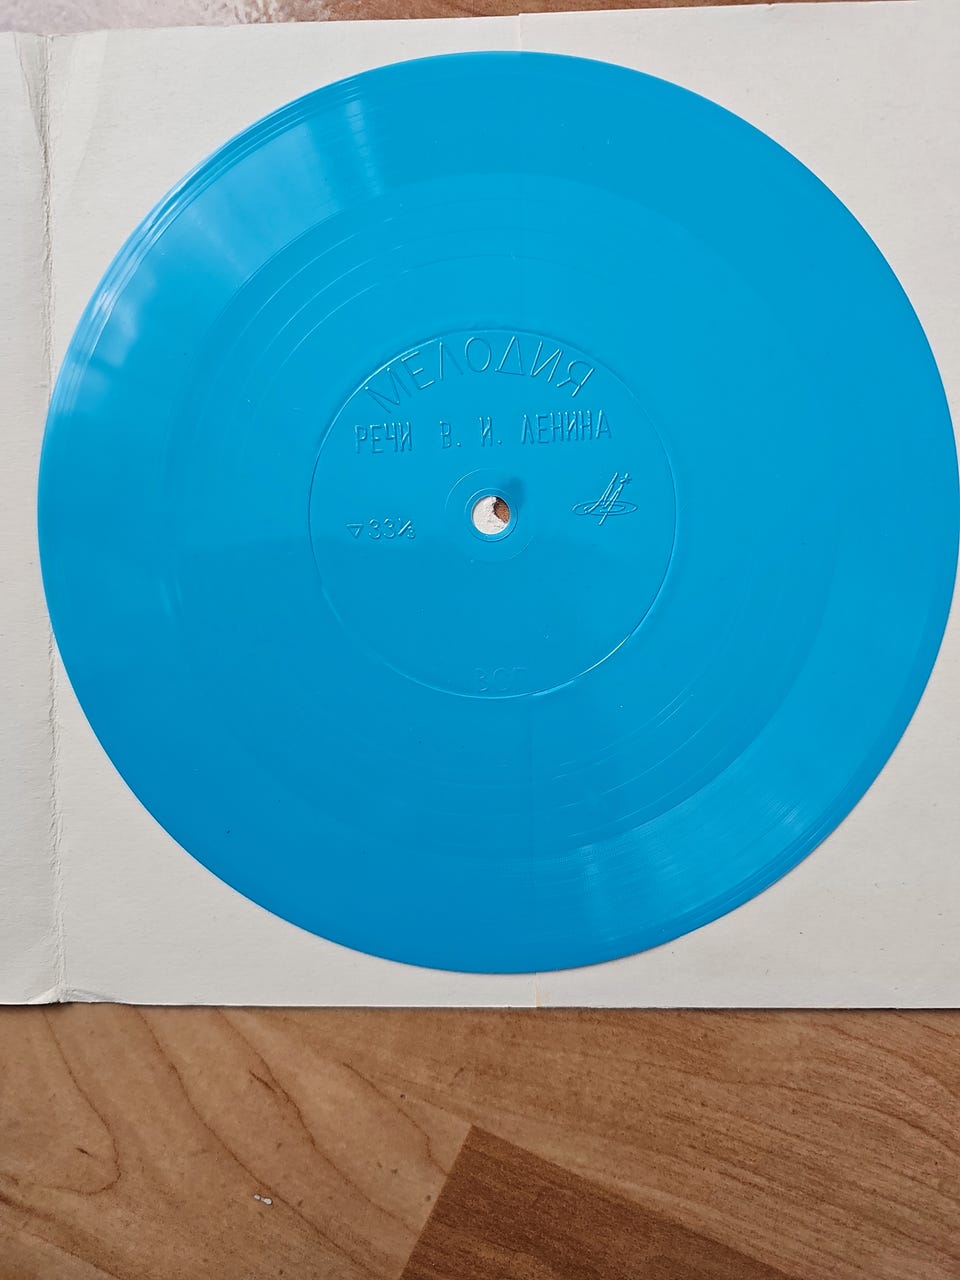 МЕЛОДИЯ
РЕЧИ В. И. ЛЕНИНА
▽33⅓